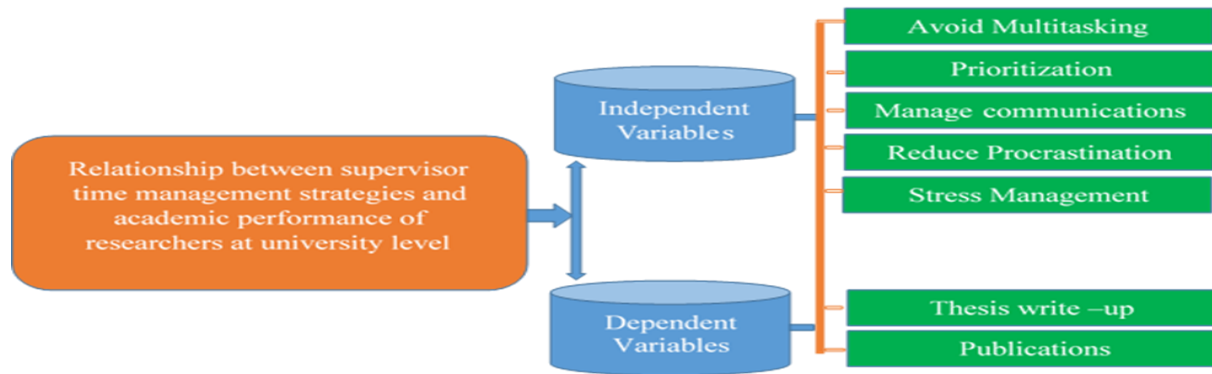 Relationship between supervisor
time management strategies and
academic performance of
researchers at university level
Independent
Variables
Avoid Multitasking
Prioritization
Manage communications
Reduce Procrastination
Stress Management
Dependent
Variables
Thesis write –up
Publications